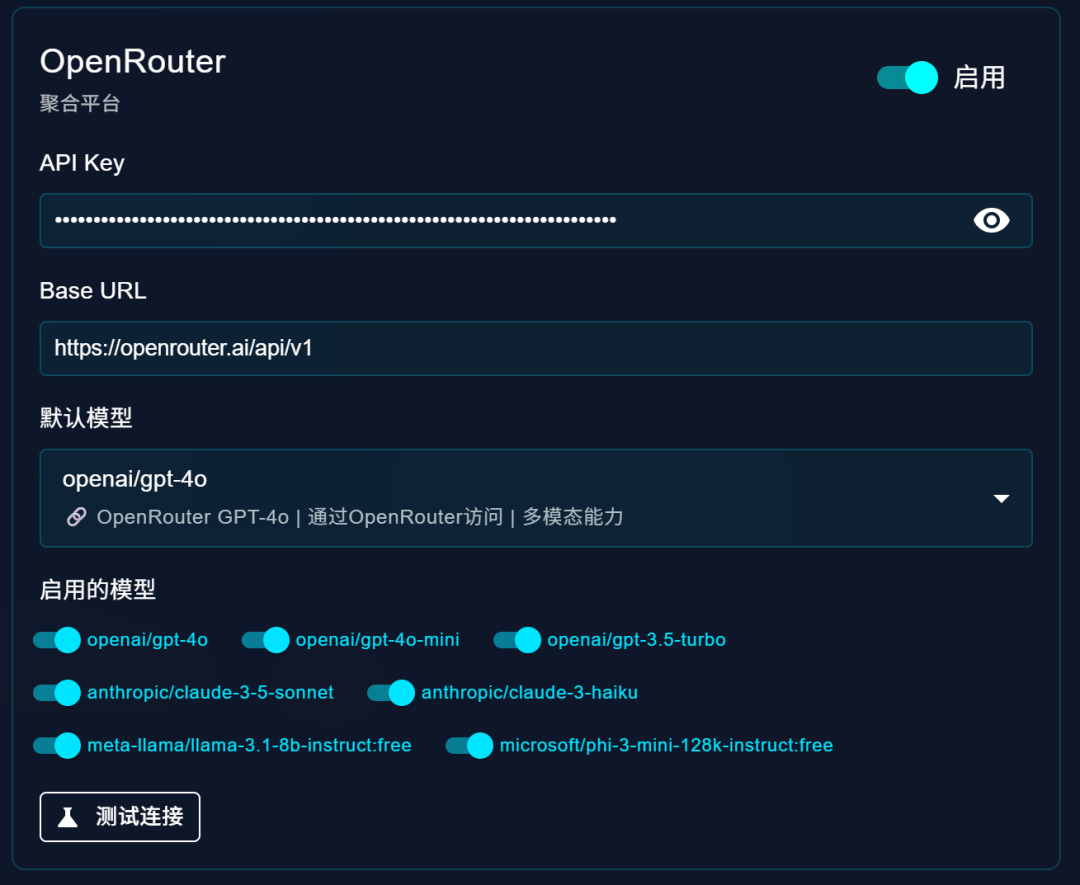 OpenRouter
启用
聚合平台
API Key
•••••••••••••••••••••••••••••••••••••••••••••••••••••••••••••••••••••••••
Base URL
https://openrouter.ai/api/v1
默认模型
openai/gpt-4o
OpenRouter GPT-4o | 通过OpenRouter访问 | 多模态能力
启用的模型
openai/gpt-4o openai/gpt-4o-mini openai/gpt-3.5-turbo
anthropic/claude-3-5-sonnet anthropic/claude-3-haiku
meta-llama/llama-3.1-8b-instruct:free microsoft/phi-3-mini-128k-instruct:free
测试连接